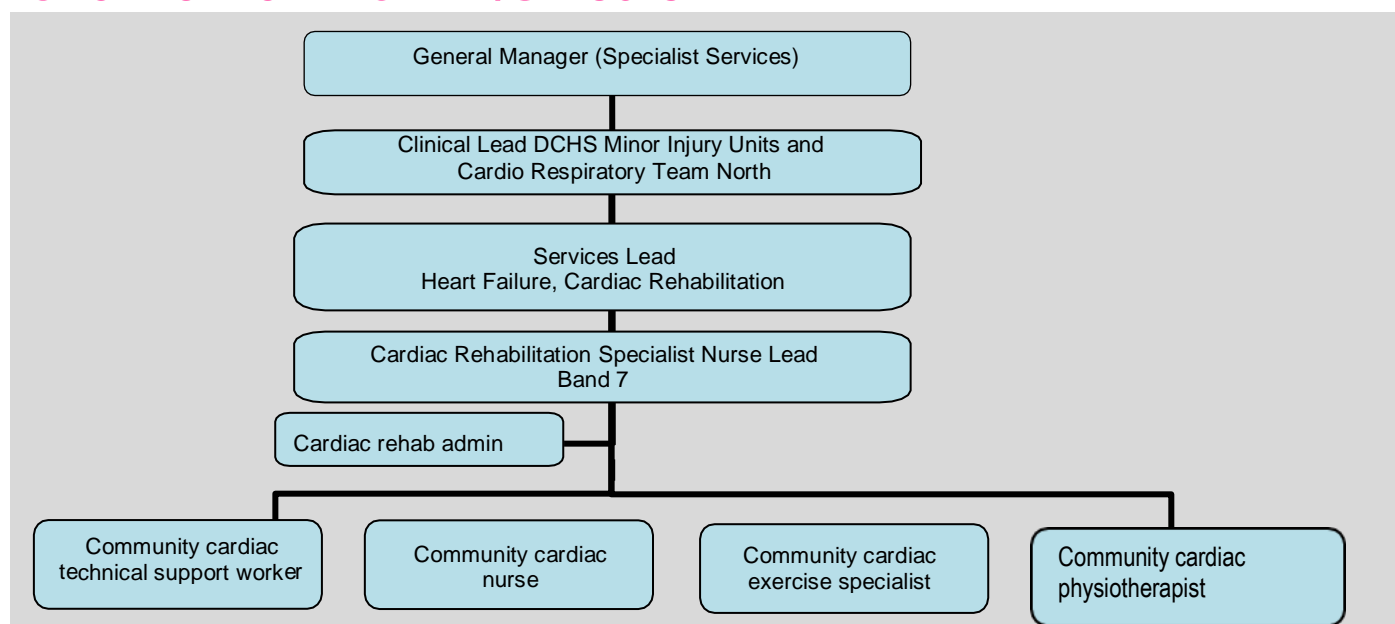 General Manager (Specialist Services)
Clinical Lead DCHS Minor Injury Units and
Cardio Respiratory Team North
Services Lead
Heart Failure, Cardiac Rehabilitation
Cardiac Rehabilitation Specialist Nurse Lead
Band 7
Cardiac rehab admin
Community cardiac
technical support worker
Community cardiac
nurse
Community cardiac
exercise specialist
Community cardiac
physiotherapist